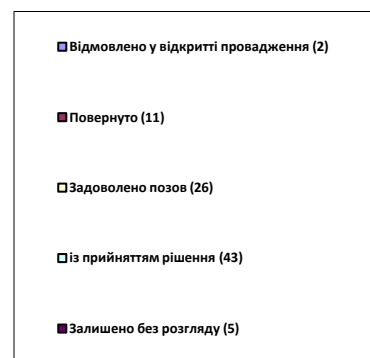 Відмовлено у відкритті провадження (2)
Повернуто (11)
Задоволено позов (26)
із прийняттям рішення (43)
Залишено без розгляду (5)